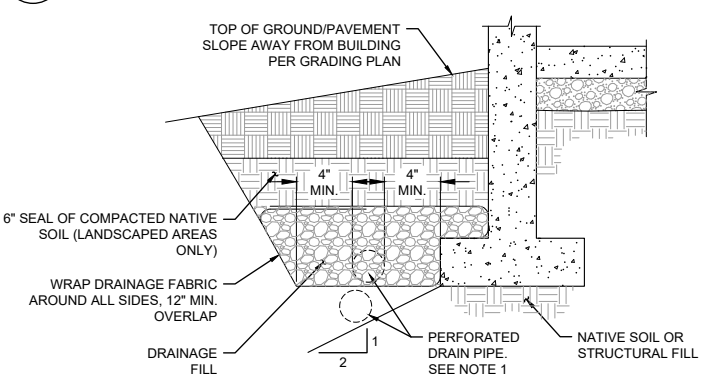 TOP OF GROUND/PAVEMENT
SLOPE AWAY FROM BUILDING
PER GRADING PLAN
4"
MIN.
4"
MIN.
6" SEAL OF COMPACTED NATIVE
SOIL (LANDSCAPED AREAS
ONLY)
WRAP DRAINAGE FABRIC
AROUND ALL SIDES, 12" MIN.
OVERLAP
DRAINAGE
FILL
1
2
PERFORATED
DRAIN PIPE.
SEE NOTE 1
NATIVE SOIL OR
STRUCTURAL FILL